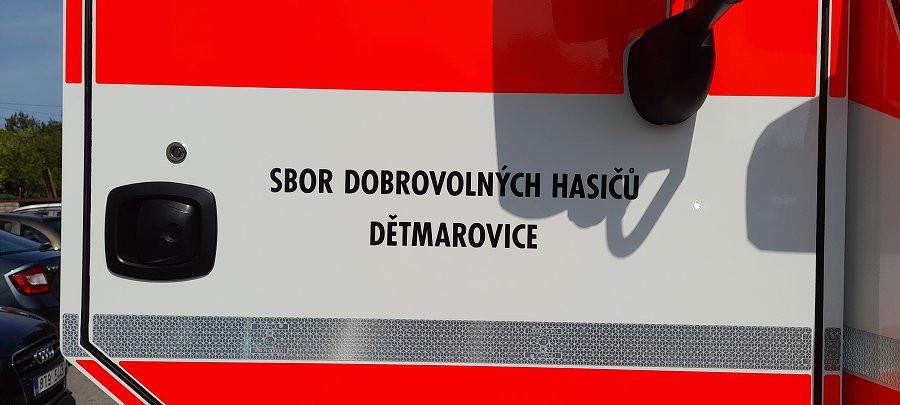 SBOR DOBROVOLNÝCH HASIČŮ
DĚTMAROVICE